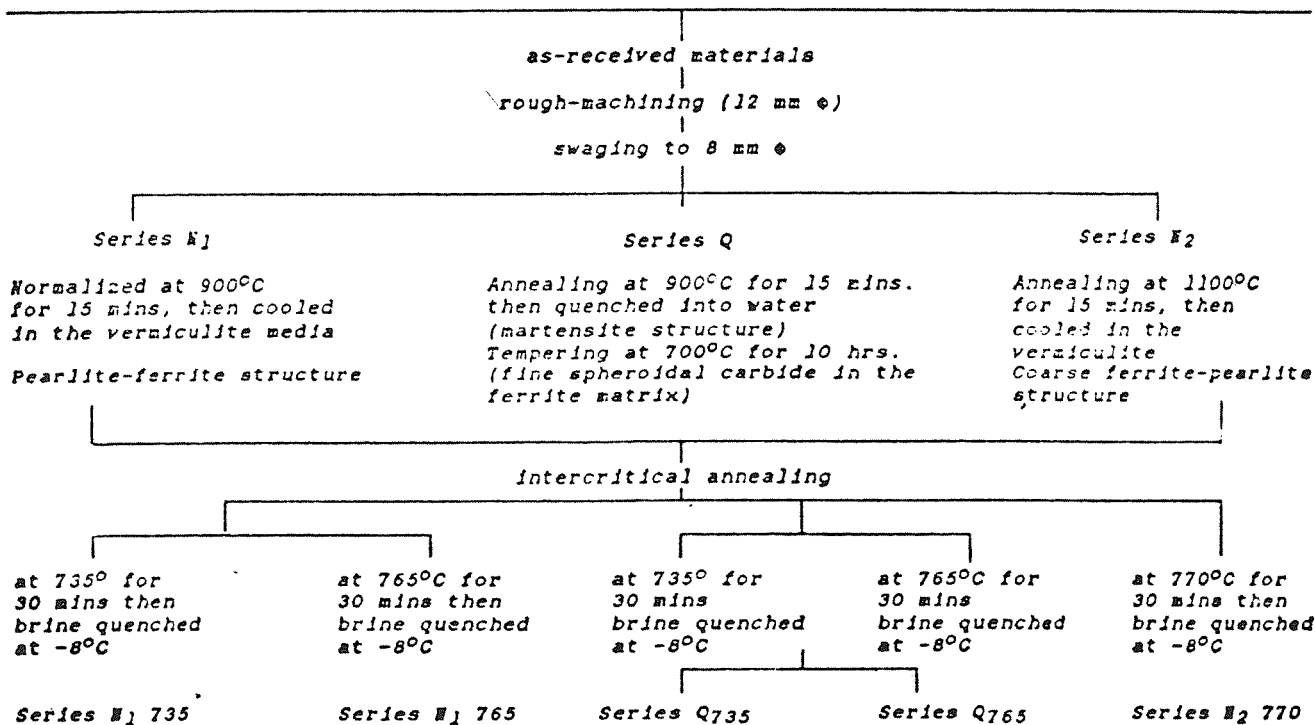 as-received materials
rough-machining (12 mm ⌀)
swaging to 8 mm ⌀
Series N1
Series Q
Series N2
Normalized at 900°C
for 15 mins, then cooled
in the vermiculite media
Pearlite-ferrite structure
Annealing at 900°C for 15 mins.
then quenched into water
(martensite structure)
Tempering at 700°C for 10 hrs.
(fine spheroidal carbide in the
ferrite matrix)
Annealing at 1100°C
for 15 mins, then
cooled in the
vermiculite
Coarse ferrite-pearlite
structure
intercritical annealing
at 735° for
30 mins then
brine quenched
at -8°C
at 765°C for
30 mins then
brine quenched
at -8°C
at 735° for
30 mins
brine quenched
at -8°C
at 765°C for
30 mins
brine quenched
at -8°C
at 770°C for
30 mins then
brine quenched
at -8°C
Series N1 735
Series N1 765
Series Q735
Series Q765
Series N2 770